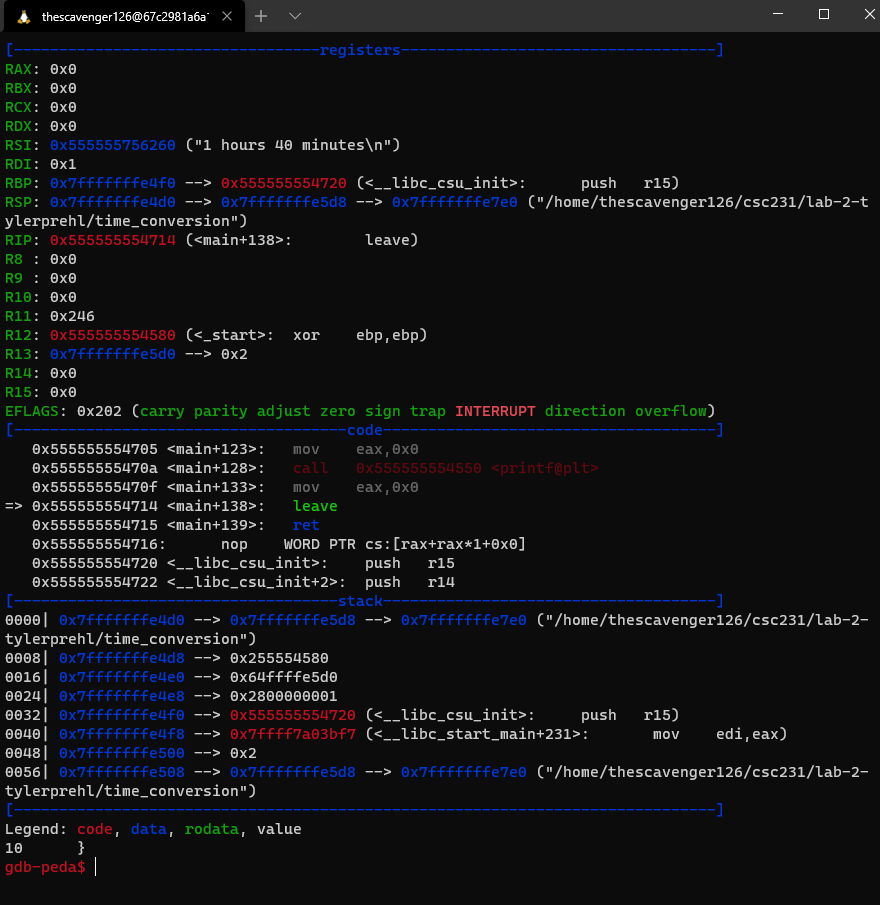 thescavenger126@67c2981a6a1
[----------------------------------registers-----------------------------------]
RAX: 0x0
RBX: 0x0
RCX: 0x0
RDX: 0x0
RSI: 0x555555756260 ("1 hours 40 minutes\n")
RDI: 0x1
RBP: 0x7fffffffe4f0 --> 0x555555554720 (<__libc_csu_init>:      push   r15)
RSP: 0x7fffffffe4d0 --> 0x7fffffffe5d8 --> 0x7fffffffe7e0 ("/home/thescavenger126/csc231/lab-2-t
ylerprehl/time_conversion")
RIP: 0x555555554714 (<main+138>:        leave)
R8 : 0x0
R9 : 0x0
R10: 0x0
R11: 0x246
R12: 0x555555554580 (<_start>:  xor    ebp,ebp)
R13: 0x7fffffffe5d0 --> 0x2
R14: 0x0
R15: 0x0
EFLAGS: 0x202 (carry parity adjust zero sign trap INTERRUPT direction overflow)
[-------------------------------------code-------------------------------------]
   0x555555554705 <main+123>:   mov    eax,0x0
   0x55555555470a <main+128>:   call   0x555555554550 <printf@plt>
   0x55555555470f <main+133>:   mov    eax,0x0
=> 0x555555554714 <main+138>:   leave
   0x555555554715 <main+139>:   ret
   0x555555554716:      nop    WORD PTR cs:[rax+rax*1+0x0]
   0x555555554720 <__libc_csu_init>:    push   r15
   0x555555554722 <__libc_csu_init+2>:  push   r14
[------------------------------------stack-------------------------------------]
0000| 0x7fffffffe4d0 --> 0x7fffffffe5d8 --> 0x7fffffffe7e0 ("/home/thescavenger126/csc231/lab-2-
tylerprehl/time_conversion")
0008| 0x7fffffffe4d8 --> 0x255554580
0016| 0x7fffffffe4e0 --> 0x64ffffe5d0
0024| 0x7fffffffe4e8 --> 0x2800000001
0032| 0x7fffffffe4f0 --> 0x555555554720 (<__libc_csu_init>:     push   r15)
0040| 0x7fffffffe4f8 --> 0x7ffff7a03bf7 (<__libc_start_main+231>:       mov    edi,eax)
0048| 0x7fffffffe500 --> 0x2
0056| 0x7fffffffe508 --> 0x7fffffffe5d8 --> 0x7fffffffe7e0 ("/home/thescavenger126/csc231/lab-2-
tylerprehl/time_conversion")
[------------------------------------------------------------------------------]
Legend: code, data, rodata, value
10      }
gdb-peda$